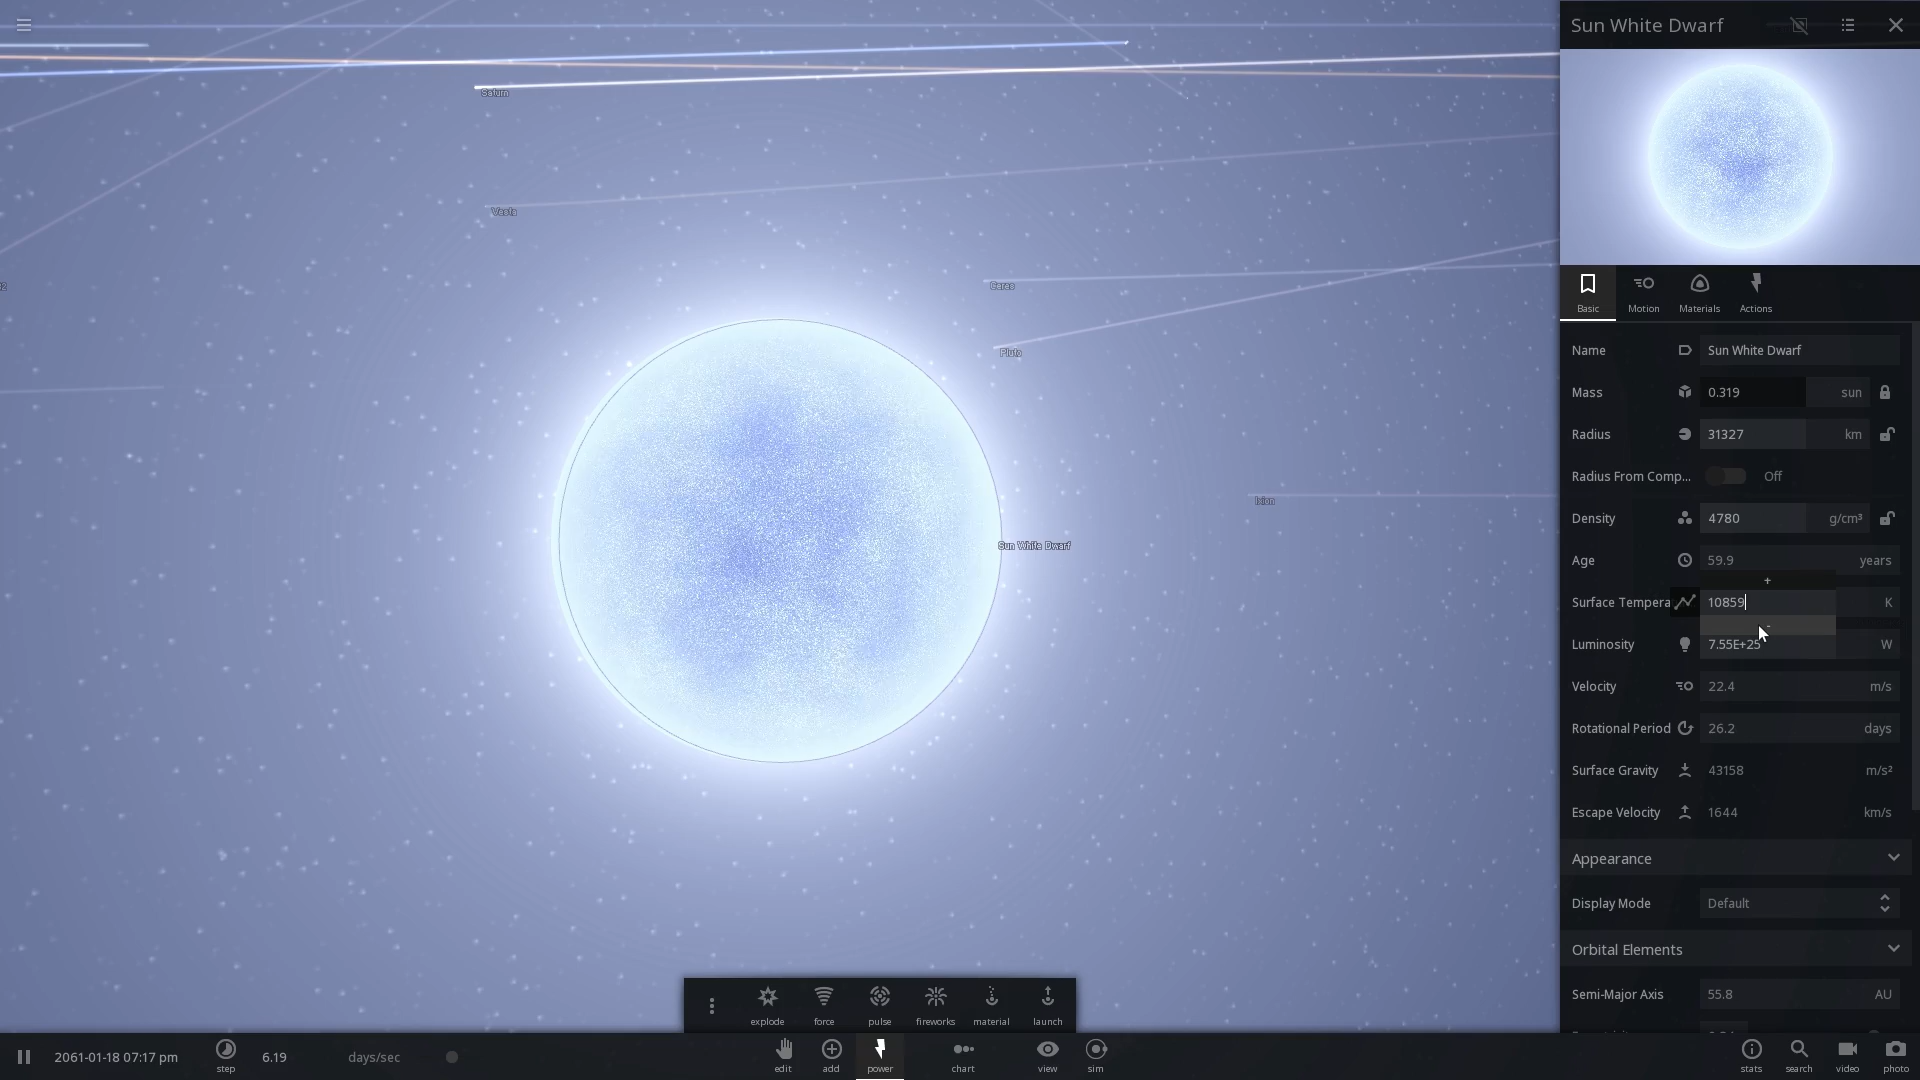 Sun White Dwarf
Saturn
Vesta
Ceres
Pluto
Ixion
Sun White Dwarf
Basic
Motion
Materials
Actions
Name Sun White Dwarf
Mass 0.319 sun
Radius 31327 km
Radius From Comp... Off
Density 4780 g/cm³
Age 59.9 years
+
Surface Tempera 10859 K
-
Luminosity 7.55E+25 W
Velocity 22.4 m/s
Rotational Period 26.2 days
Surface Gravity 43158 m/s²
Escape Velocity 1644 km/s
Appearance
Display Mode Default
Orbital Elements
Semi-Major Axis 55.8 AU
explode force pulse fireworks material launch
2061-01-18 07:17 pm step 6.19 days/sec edit add power chart view sim stats search video photo